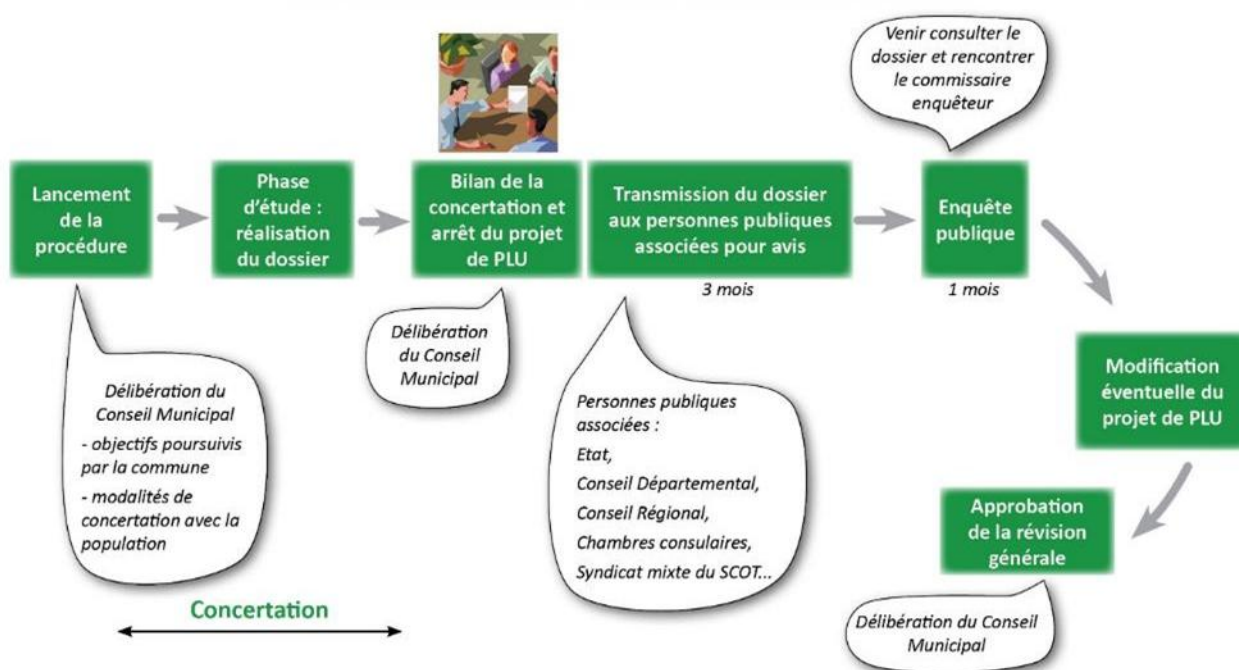 Venir consulter le
dossier et rencontrer
le commissaire
enquêteur
Lancement
de la
procédure
Phase
d'étude :
réalisation
du dossier
Bilan de la
concertation et
arrêt du projet
de PLU
Transmission du dossier
aux personnes publiques
associées pour avis
3 mois
Enquête
publique
1 mois
Délibération du
Conseil Municipal
- objectifs poursuivis
par la commune
- modalités de
concertation avec la
population
Délibération
du Conseil
Municipal
Personnes publiques
associées :
Etat,
Conseil Départemental,
Conseil Régional,
Chambres consulaires,
Syndicat mixte du SCOT...
Modification
éventuelle du
projet de PLU
Approbation
de la révision
générale
Délibération du Conseil
Municipal
Concertation